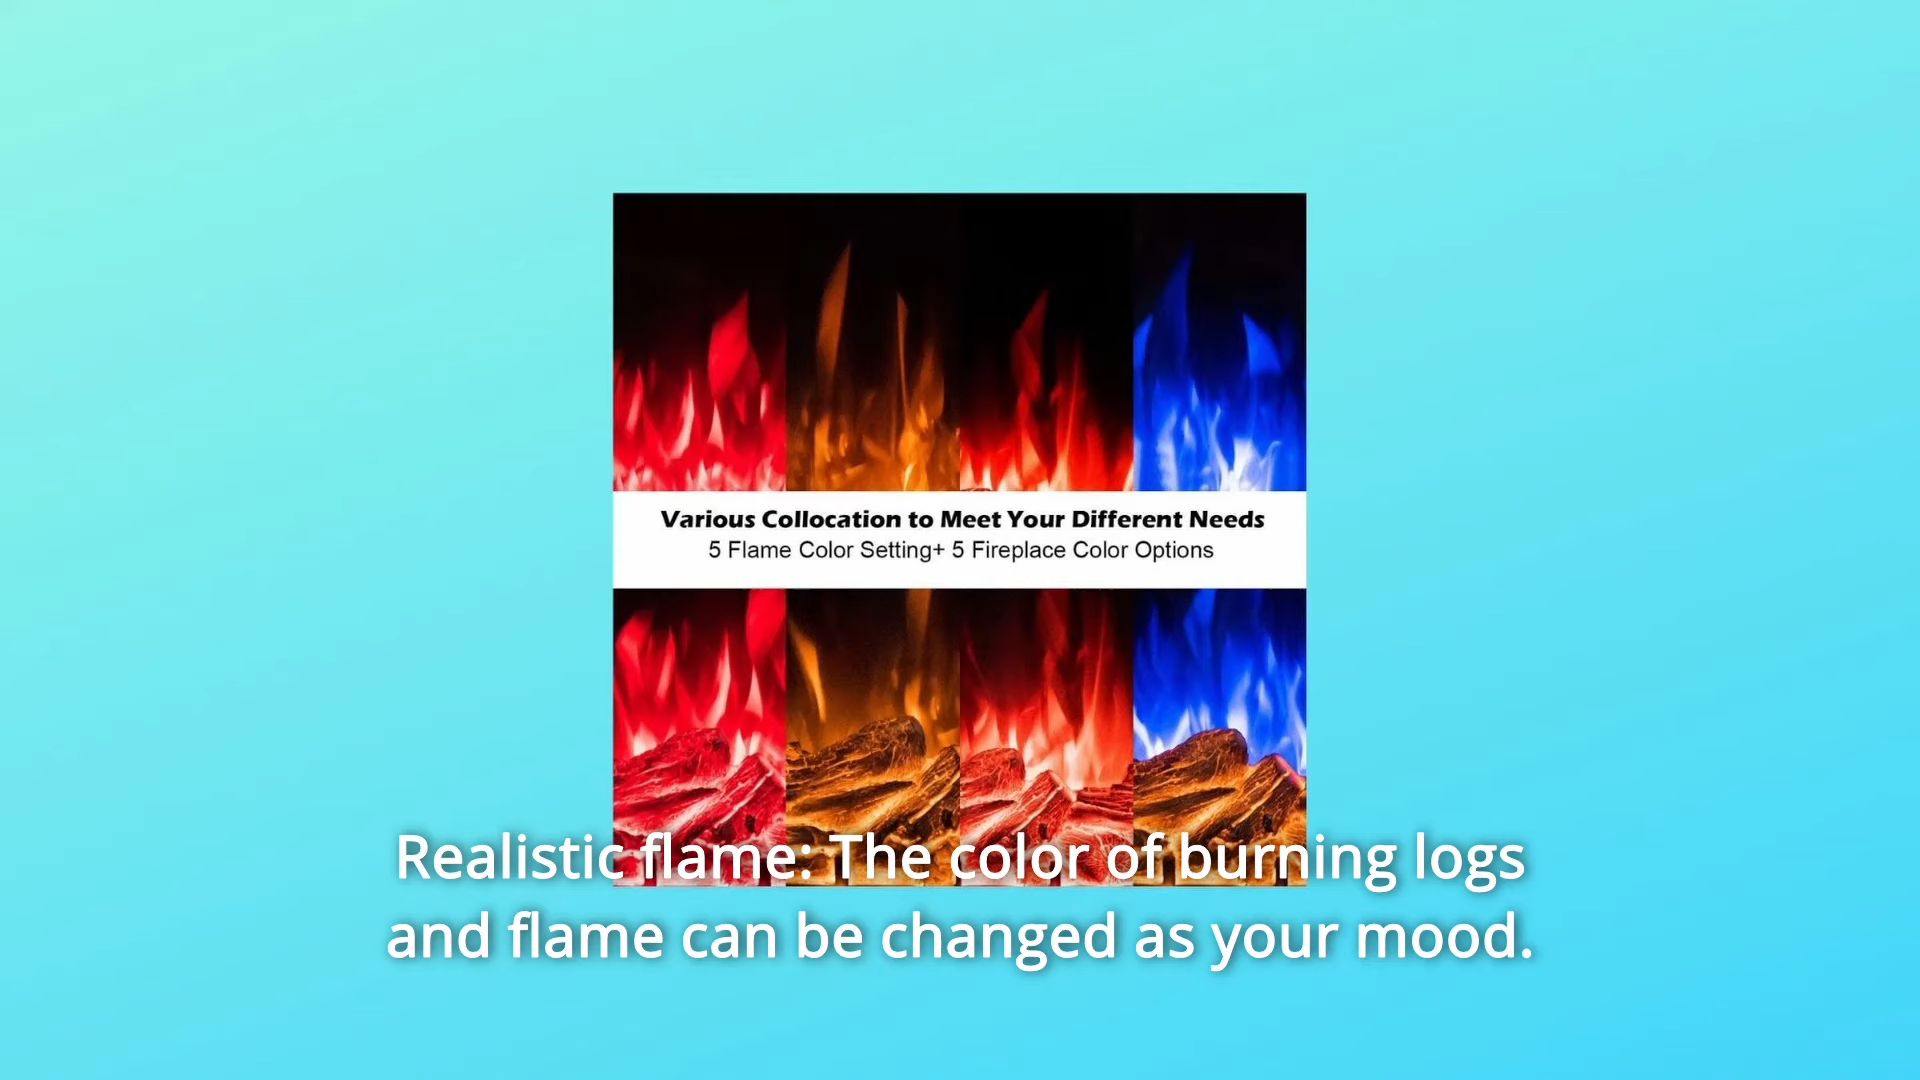 Various Collocation to Meet Your Different Needs
5 Flame Color Setting+ 5 Fireplace Color Options
Realistic flame: The color of burning logs
and flame can be changed as your mood.